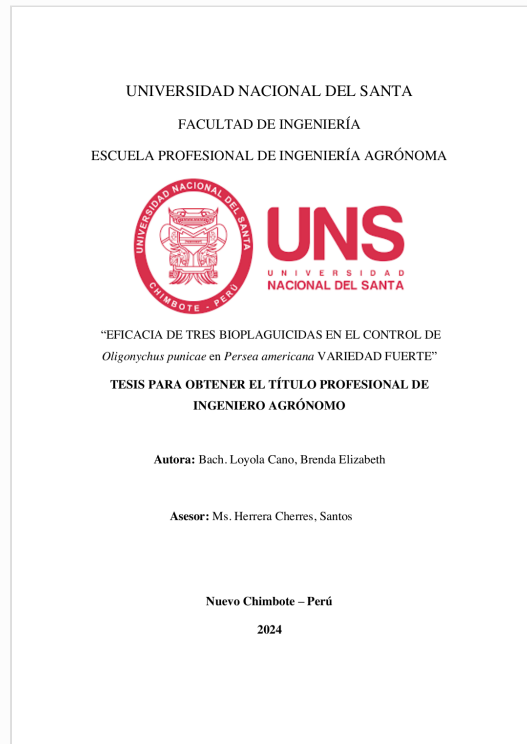 UNIVERSIDAD NACIONAL DEL SANTA
FACULTAD DE INGENIERÍA
ESCUELA PROFESIONAL DE INGENIERÍA AGRÓNOMA
UNIVERSIDAD NACIONAL DEL SANTA
CHIMBOTE - PERÚ
UNS
UNIVERSIDAD
NACIONAL DEL SANTA
“EFICACIA DE TRES BIOPLAGUICIDAS EN EL CONTROL DE
Oligonychus punicae en Persea americana VARIEDAD FUERTE”
TESIS PARA OBTENER EL TÍTULO PROFESIONAL DE
INGENIERO AGRÓNOMO
Autora: Bach. Loyola Cano, Brenda Elizabeth
Asesor: Ms. Herrera Cherres, Santos
Nuevo Chimbote – Perú
2024